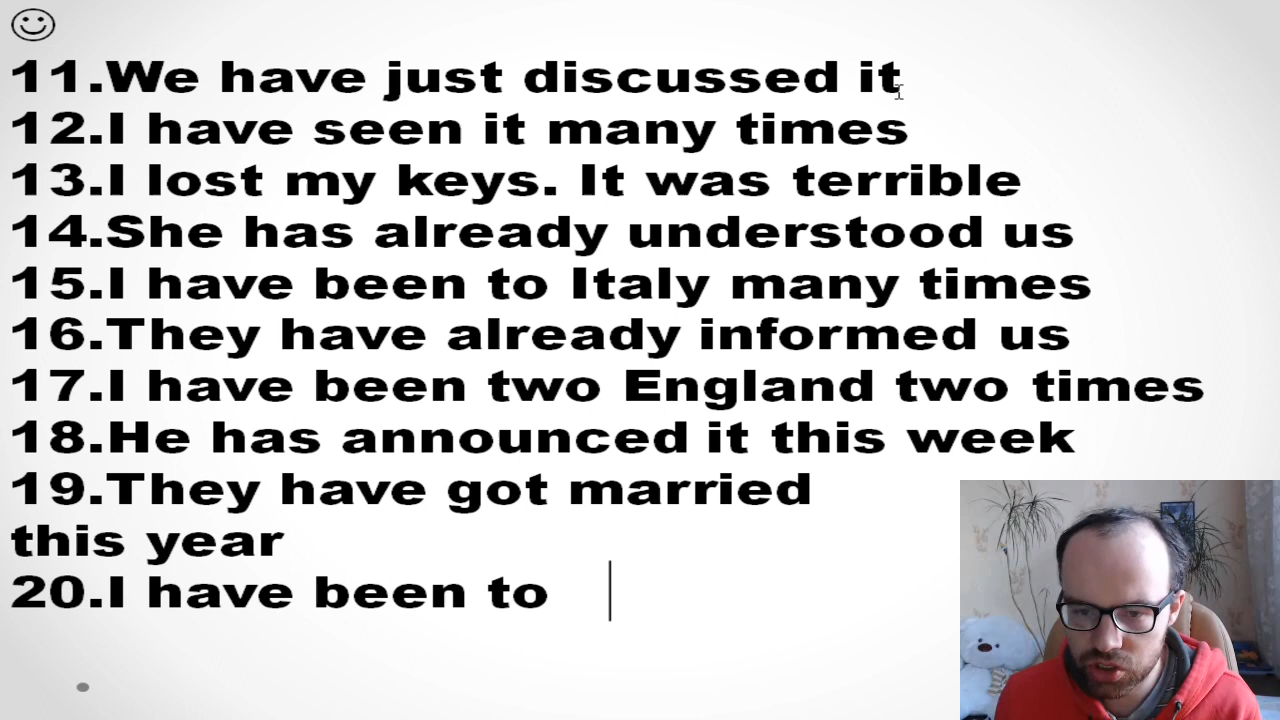 11.We have just discussed it
12.I have seen it many times
13.I lost my keys. It was terrible
14.She has already understood us
15.I have been to Italy many times
16.They have already informed us
17.I have been two England two times
18.He has announced it this week
19.They have got married
this year
20.I have been to